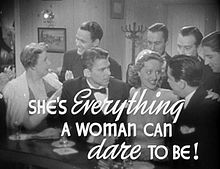 SHE'S Everything
A WOMAN CAN
dare TO BE!